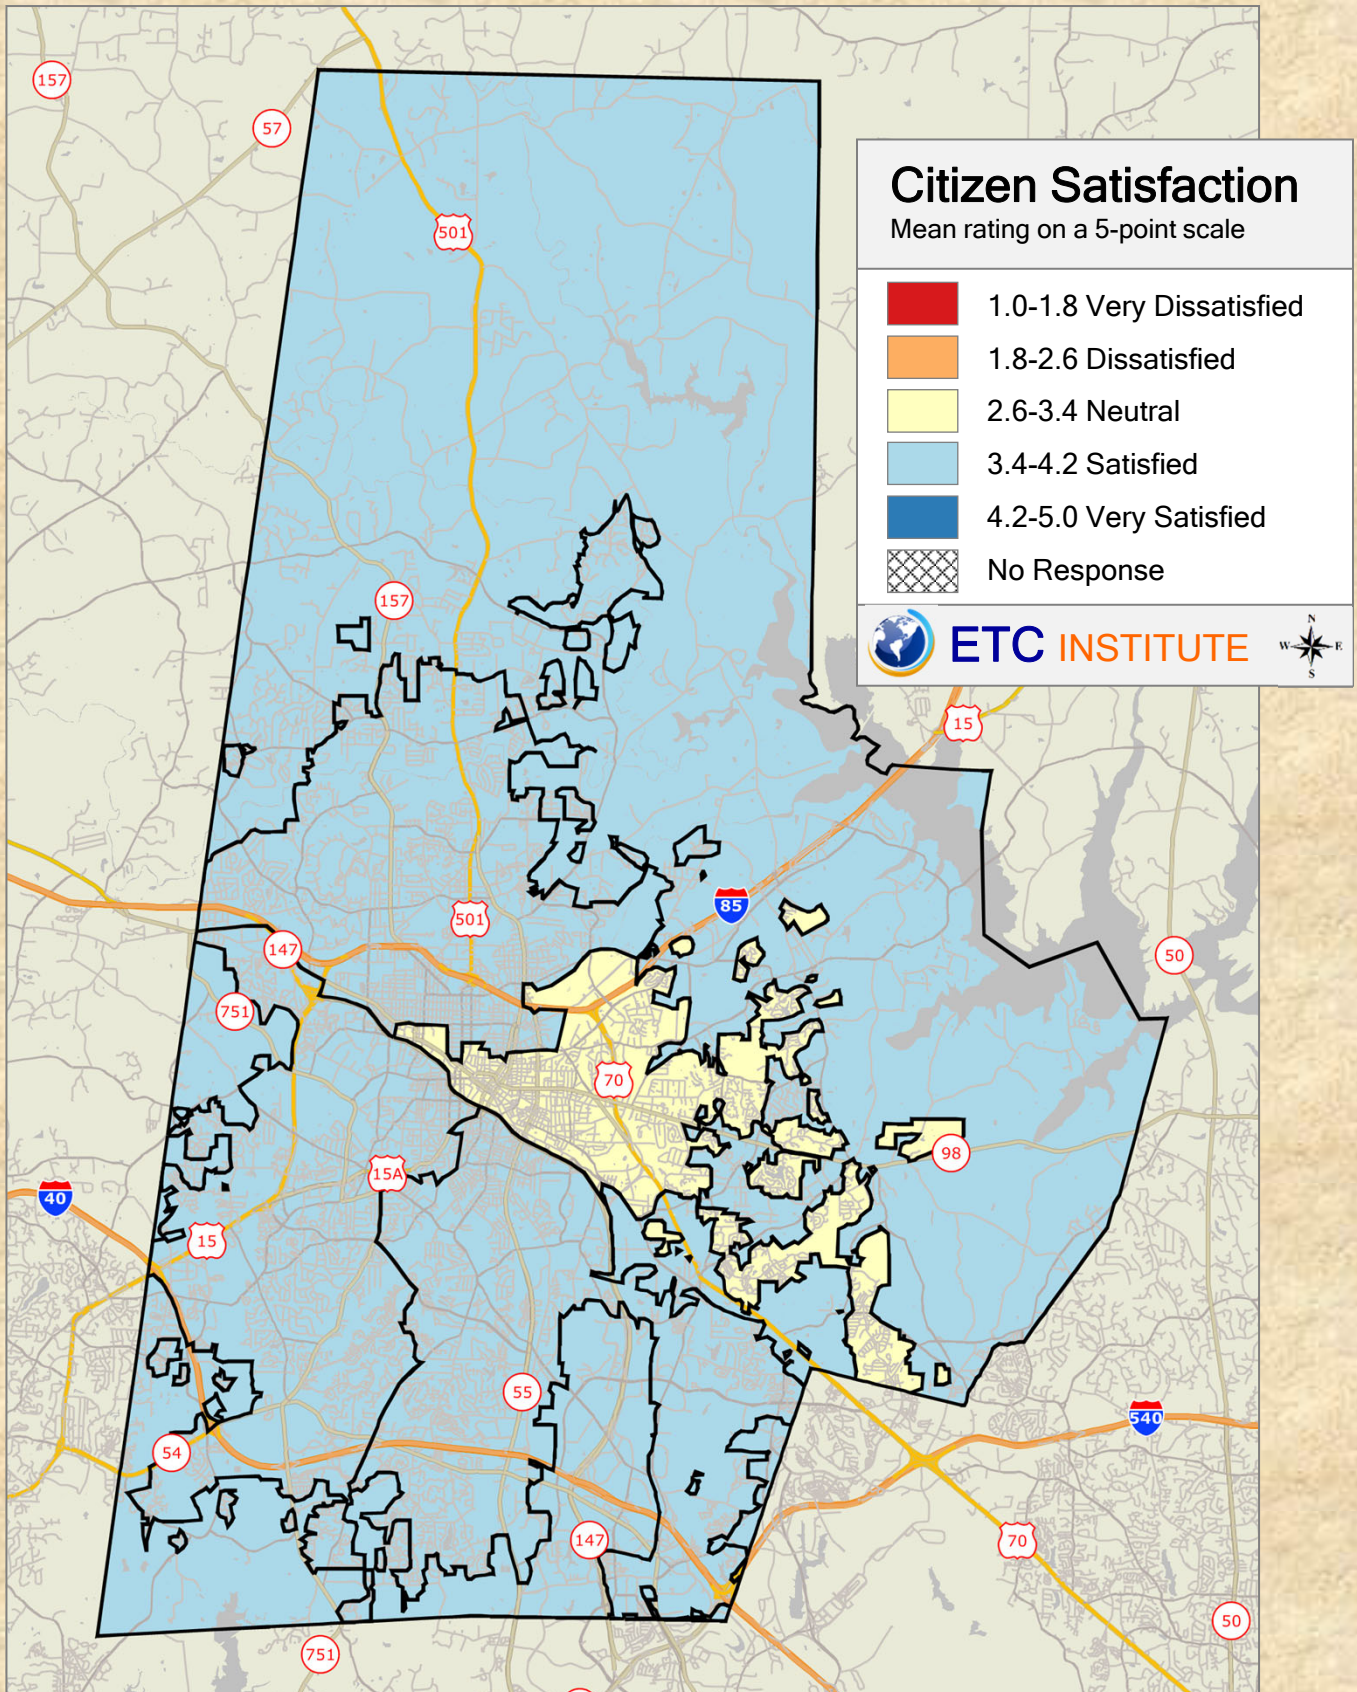 157
57
501
Citizen Satisfaction
Mean rating on a 5-point scale
1.0-1.8 Very Dissatisfied
1.8-2.6 Dissatisfied
2.6-3.4 Neutral
3.4-4.2 Satisfied
4.2-5.0 Very Satisfied
No Response
ETC INSTITUTE
N
W E
S
157
15
85
501
147
50
751
70
98
15A
40
15
55
540
54
147
70
50
751